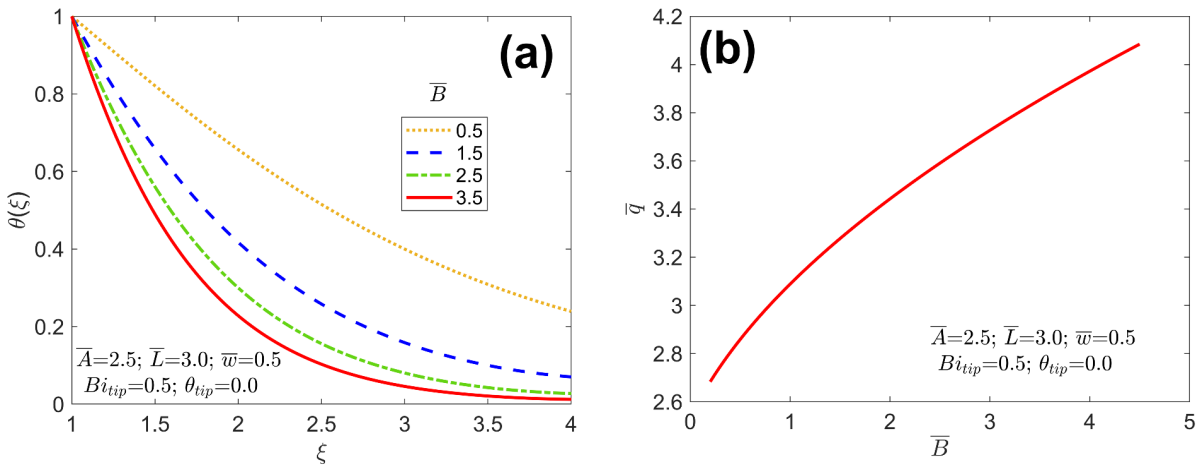 (a)
θ(ξ)
1
0.8
0.6
0.4
0.2
0
B̅
0.5
1.5
2.5
3.5
A̅=2.5; L̅=3.0; w̅=0.5
Bi_tip=0.5; θ_tip=0.0
1 1.5 2 2.5 3 3.5 4
ξ
(b)
q̅
4.2
4
3.8
3.6
3.4
3.2
3
2.8
2.6
A̅=2.5; L̅=3.0; w̅=0.5
Bi_tip=0.5; θ_tip=0.0
0 1 2 3 4 5
B̅